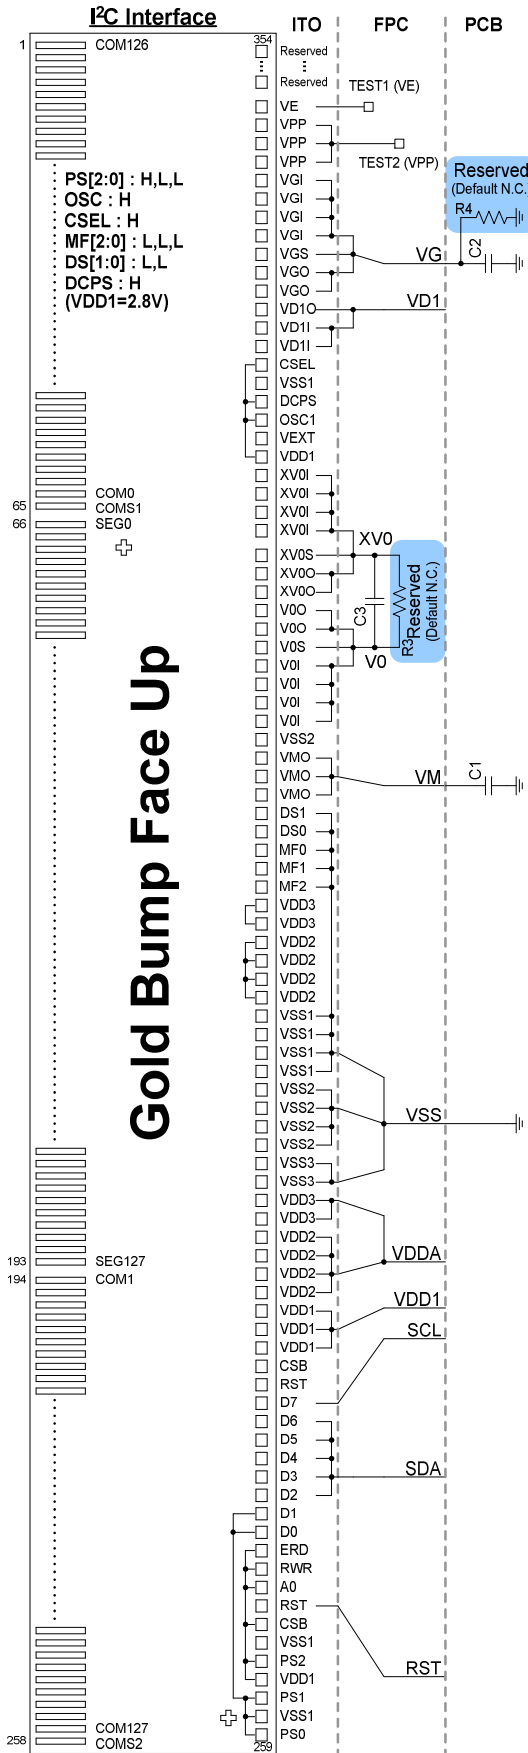 I²C Interface
ITO
FPC
PCB
1
COM126
354
Reserved
Reserved
TEST1 (VE)
VE
VPP
VPP
TEST2 (VPP)
VPP
PS[2:0] : H,L,L
OSC : H
CSEL : H
MF[2:0] : L,L,L
DS[1:0] : L,L
DCPS : H
(VDD1=2.8V)
Reserved
(Default N.C.)
R4
VGI
VGI
VGI
VGI
VGS
VG
C2
VGO
VGO
VD1O
VD1
VD1I
VD1I
CSEL
VSS1
DCPS
OSC1
VEXT
VDD1
XV0I
XV0I
XV0I
XV0I
COM0
65
COMS1
66
SEG0
XV0
XV0S
XV0O
XV0O
C3
R3
Reserved
(Default N.C.)
V0O
V0O
V0S
V0
V0I
V0I
V0I
V0I
Gold Bump Face Up
VSS2
VMO
VMO
VM
C1
VMO
DS1
DS0
MF0
MF1
MF2
VDD3
VDD3
VDD2
VDD2
VDD2
VDD2
VSS1
VSS1
VSS1
VSS1
VSS2
VSS2
VSS
VSS2
VSS2
VSS3
VSS3
VDD3
VDD3
VDD2
VDD2
VDDA
VDD2
VDD2
193
SEG127
194
COM1
VDD1
VDD1
VDD1
VDD1
SCL
CSB
RST
D7
D6
D5
D4
D3
SDA
D2
D1
D0
ERD
RWR
A0
RST
CSB
VSS1
PS2
RST
VDD1
PS1
VSS1
PS0
COM127
258
COMS2
259